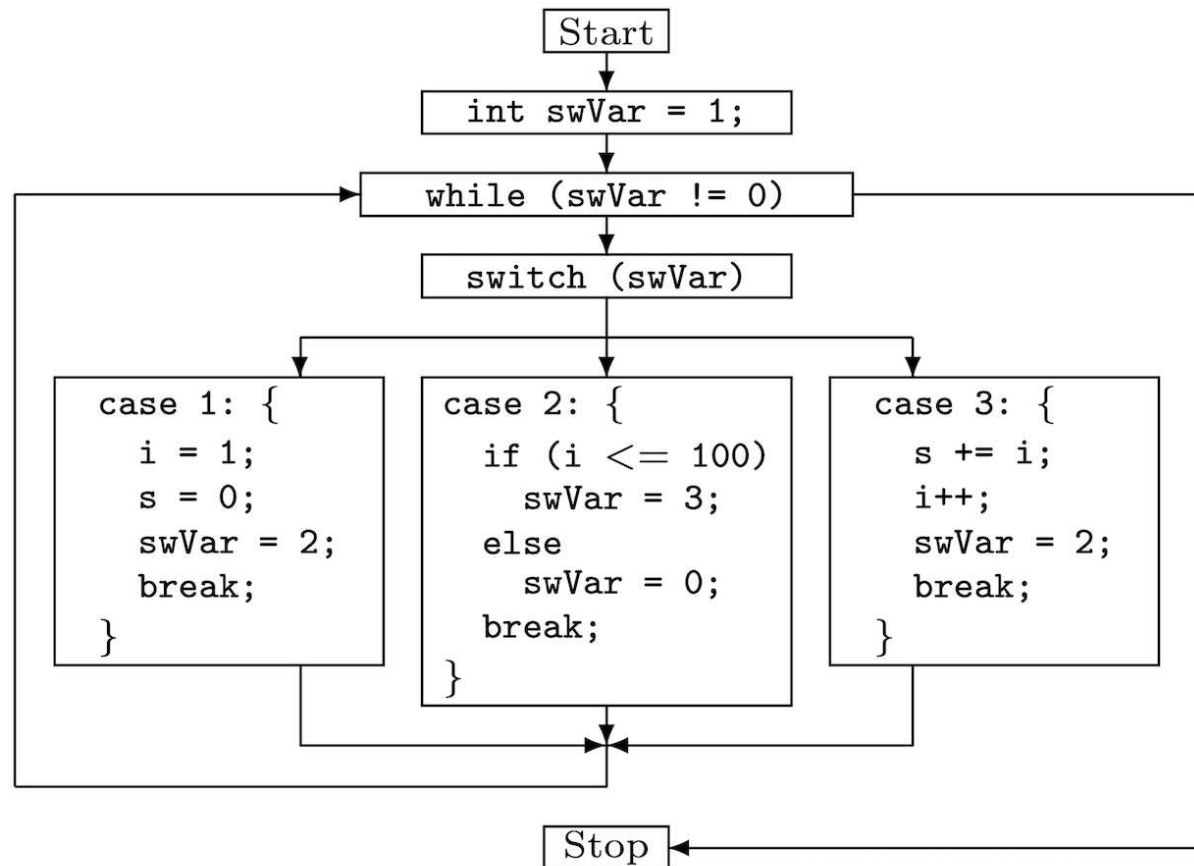 Start
int swVar = 1;
while (swVar != 0)
switch (swVar)
case 1: {
i = 1;
s = 0;
swVar = 2;
break;
}
case 2: {
if (i <= 100)
swVar = 3;
else
swVar = 0;
break;
}
case 3: {
s += i;
i++;
swVar = 2;
break;
}
Stop